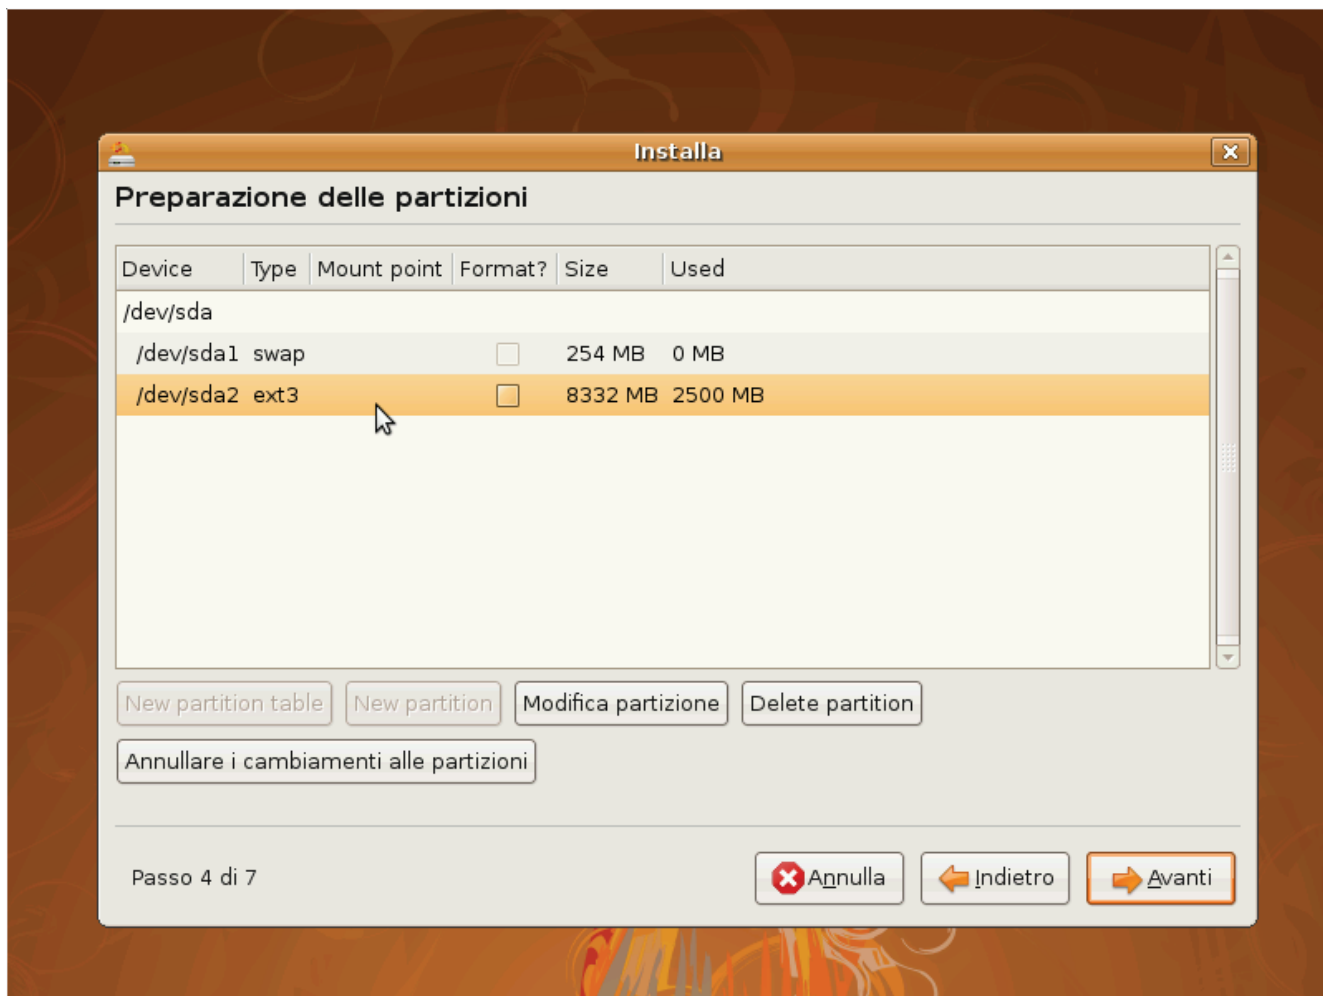 Installa
Preparazione delle partizioni
Device Type Mount point Format? Size Used
/dev/sda
/dev/sda1 swap 254 MB 0 MB
/dev/sda2 ext3 8332 MB 2500 MB
New partition table New partition Modifica partizione Delete partition
Annullare i cambiamenti alle partizioni
Passo 4 di 7 Annulla Indietro Avanti